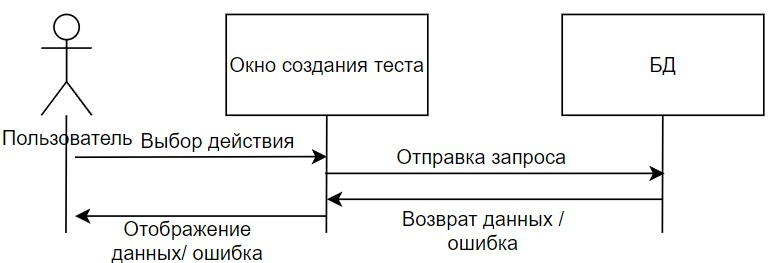 Окно создания теста
БД
Пользователь
Выбор действия
Отправка запроса
Возврат данных /
ошибка
Отображение
данных/ ошибка